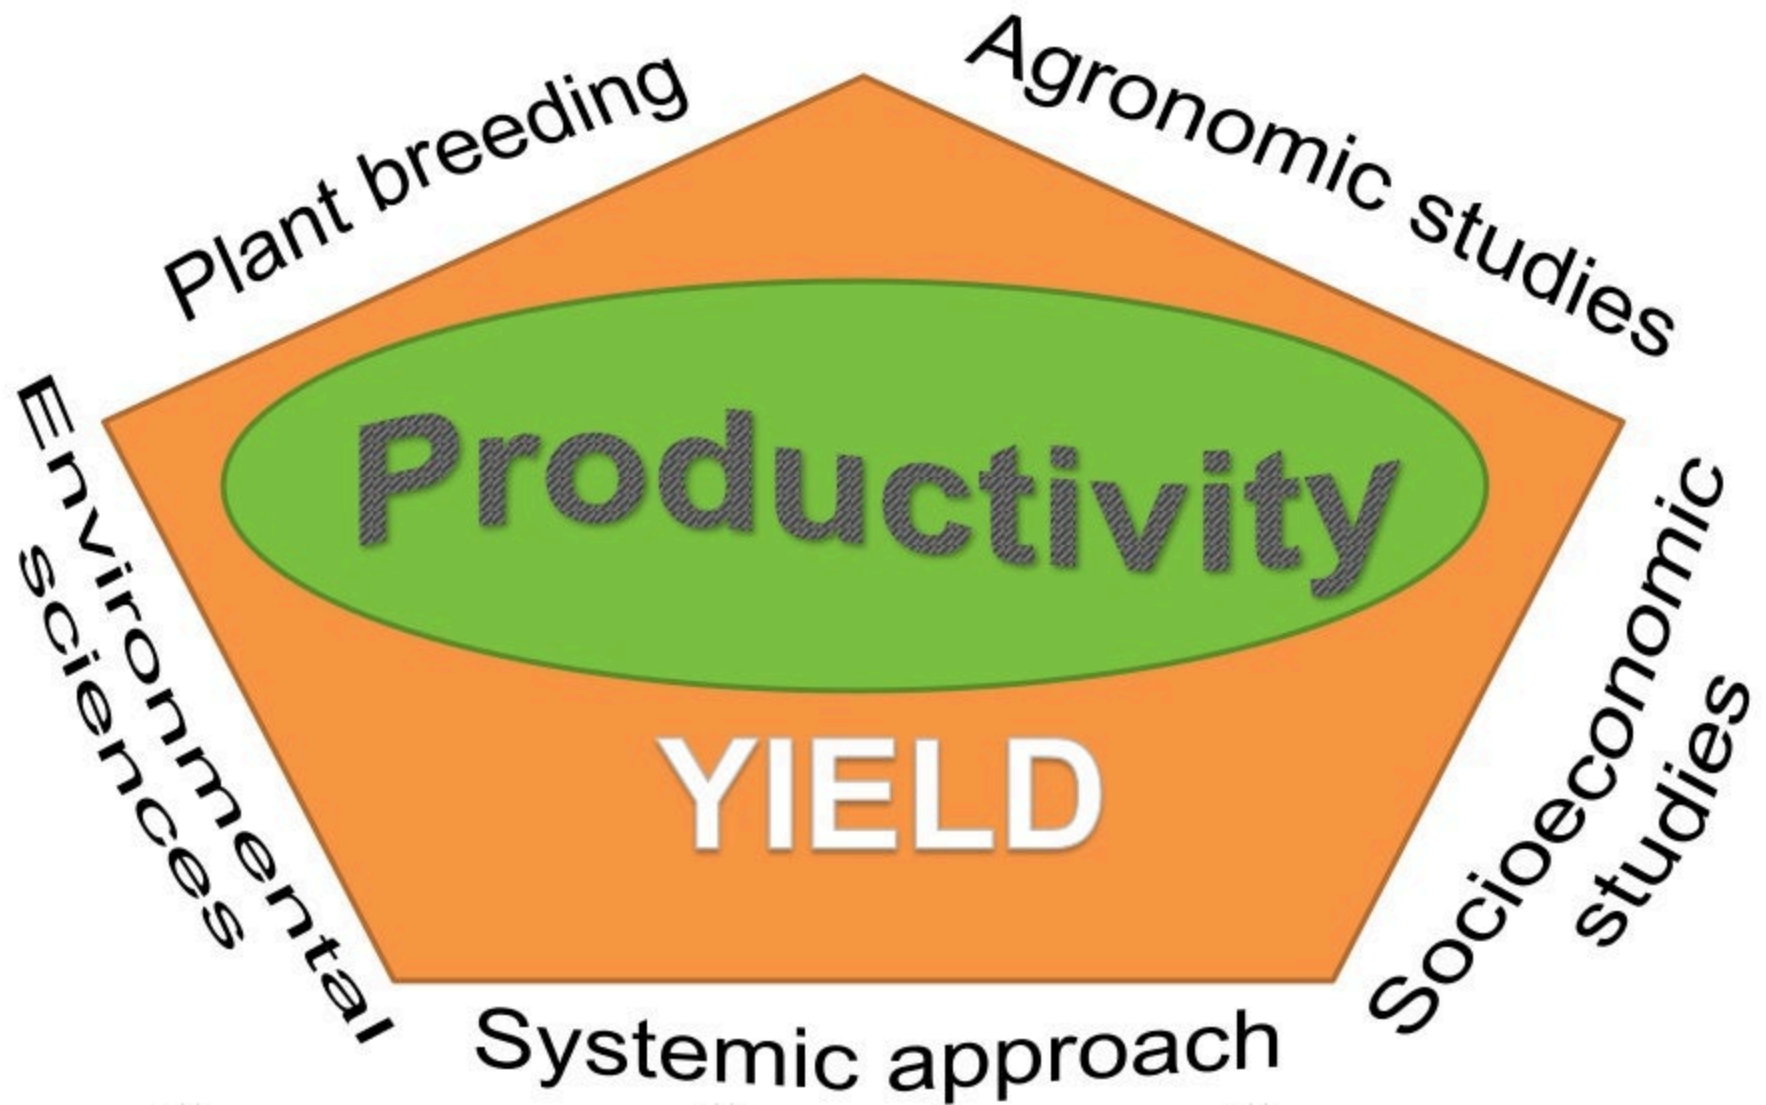 Plant breeding
Agronomic studies
Environmental
sciences
Productivity
YIELD
Socioeconomic
studies
Systemic approach